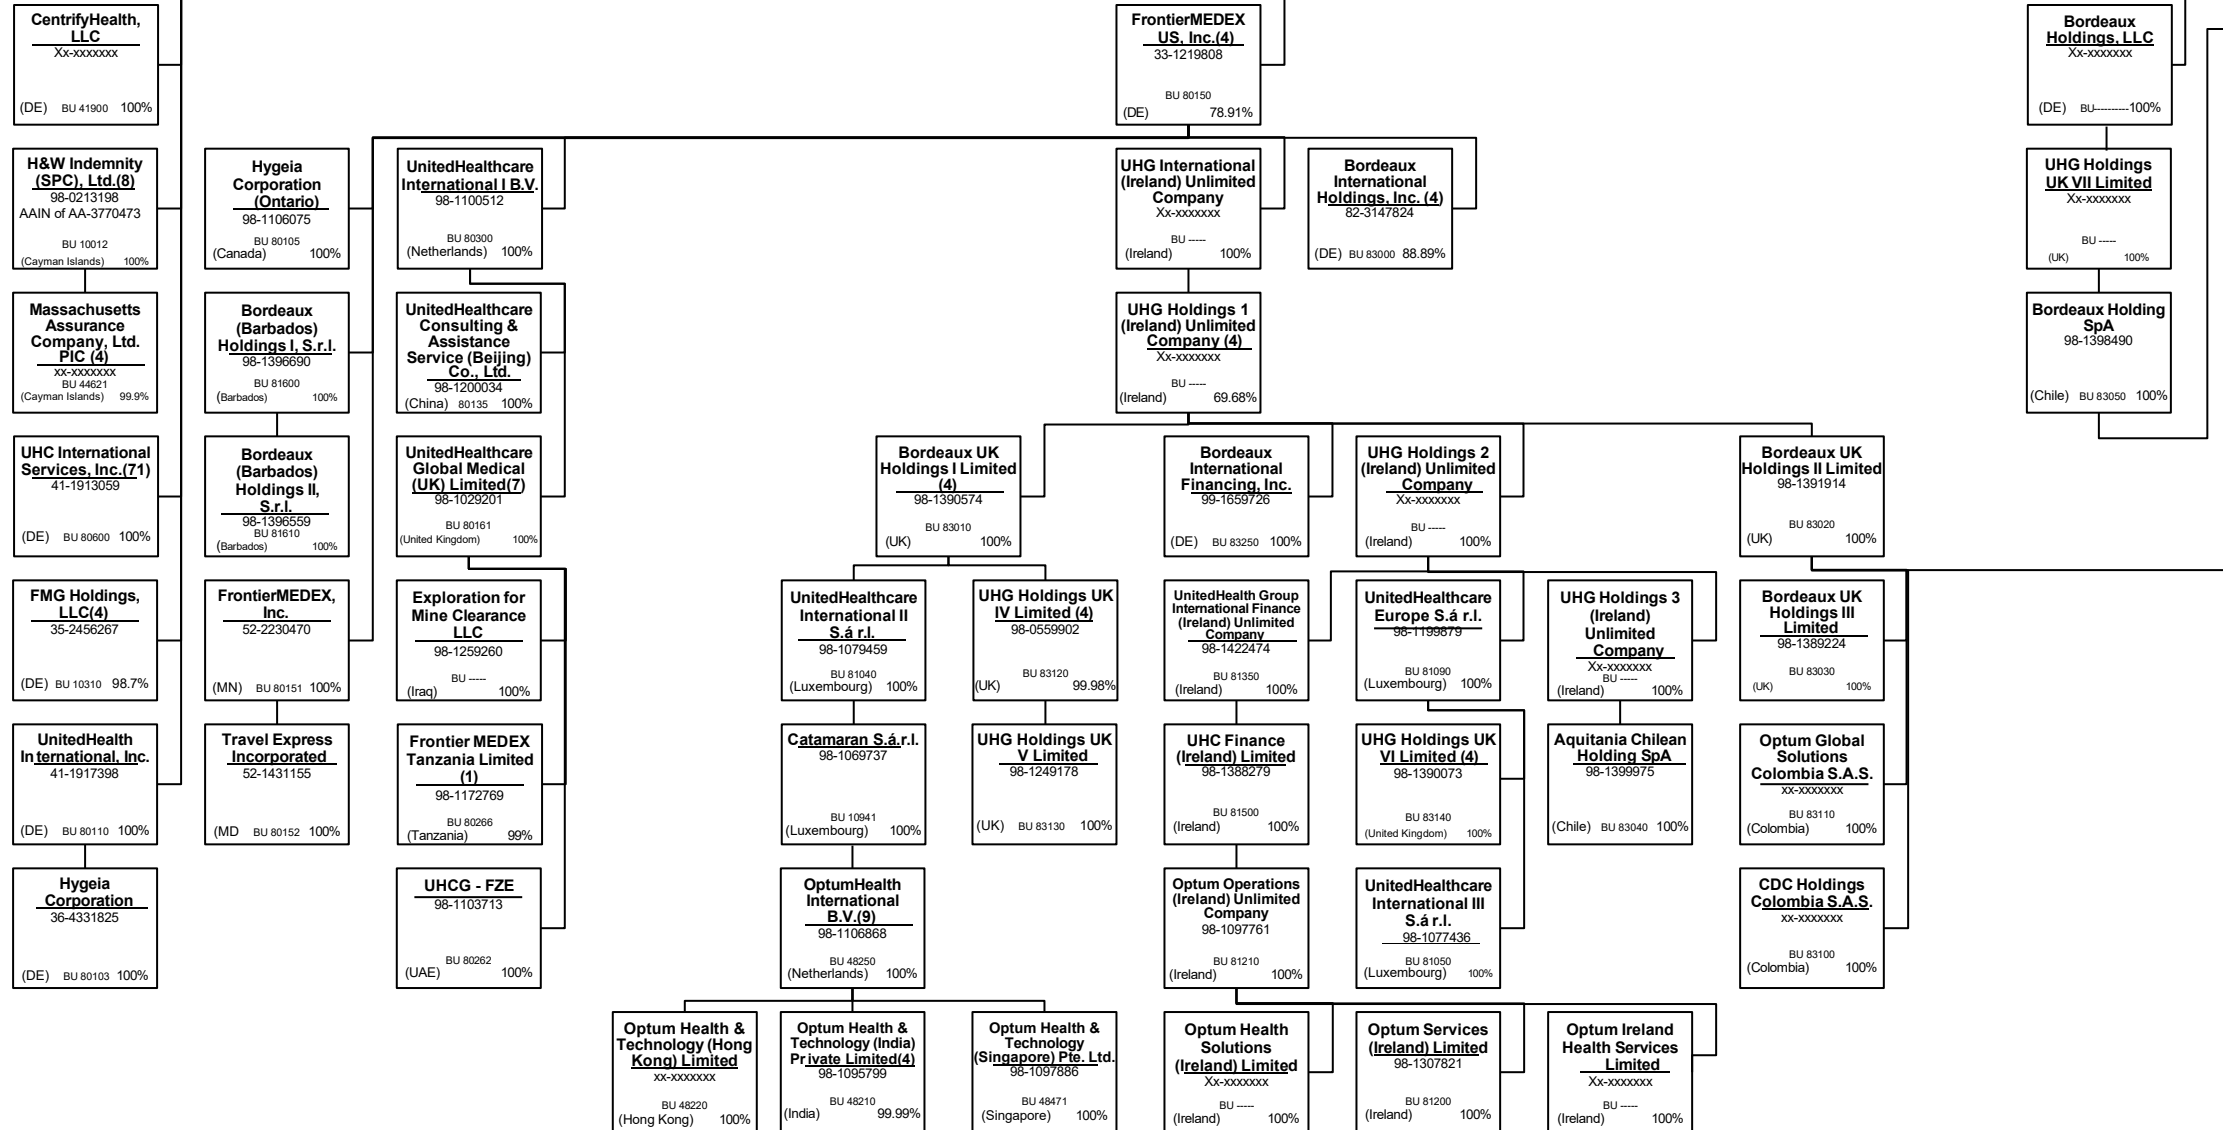 CentrifyHealth,
LLC
Xx-xxxxxxx
(DE) BU 41900 100%
FrontierMEDEX
US, Inc.(4)
33-1219808
BU 80150
(DE) 78.91%
Bordeaux
Holdings, LLC
Xx-xxxxxxx
(DE) BU----------100%
H&W Indemnity
(SPC), Ltd.(8)
98-0213198
AAIN of AA-3770473
BU 10012
(Cayman Islands) 100%
Hygeia
Corporation
(Ontario)
98-1106075
BU 80105
(Canada) 100%
UnitedHealthcare
International I B.V.
98-1100512
BU 80300
(Netherlands) 100%
UHG International
(Ireland) Unlimited
Company
Xx-xxxxxxx
BU -----
(Ireland) 100%
Bordeaux
International
Holdings, Inc. (4)
82-3147824
(DE) BU 83000 88.89%
UHG Holdings
UK VII Limited
Xx-xxxxxxx
BU -----
(UK) 100%
Massachusetts
Assurance
Company, Ltd.
PIC (4)
xx-xxxxxxx
BU 44621
(Cayman Islands) 99.9%
Bordeaux
(Barbados)
Holdings I, S.r.l.
98-1396690
BU 81600
(Barbados) 100%
UnitedHealthcare
Consulting &
Assistance
Service (Beijing)
Co., Ltd.
98-1200034
(China) 80135 100%
UHG Holdings 1
(Ireland) Unlimited
Company (4)
Xx-xxxxxxx
BU -----
(Ireland) 69.68%
Bordeaux Holding
SpA
98-1398490
(Chile) BU 83050 100%
UHC International
Services, Inc.(71)
41-1913059
(DE) BU 80600 100%
Bordeaux
(Barbados)
Holdings II,
S.r.l.
98-1396559
BU 81610
(Barbados) 100%
UnitedHealthcare
Global Medical
(UK) Limited(7)
98-1029201
BU 80161
(United Kingdom) 100%
Bordeaux UK
Holdings I Limited
(4)
98-1390574
BU 83010
(UK) 100%
Bordeaux
International
Financing, Inc.
99-1659726
(DE) BU 83250 100%
UHG Holdings 2
(Ireland) Unlimited
Company
Xx-xxxxxxx
BU -----
(Ireland) 100%
Bordeaux UK
Holdings II Limited
98-1391914
BU 83020
(UK) 100%
FMG Holdings,
LLC(4)
35-2456267
(DE) BU 10310 98.7%
FrontierMEDEX,
Inc.
52-2230470
(MN) BU 80151 100%
Exploration for
Mine Clearance
LLC
98-1259260
BU -----
(Iraq) 100%
UnitedHealthcare
International II
S.á r.l.
98-1079459
BU 81040
(Luxembourg) 100%
UHG Holdings UK
IV Limited (4)
98-0559902
BU 83120
(UK) 99.98%
UnitedHealth Group
International Finance
(Ireland) Unlimited
Company
98-1422474
BU 81350
(Ireland) 100%
UnitedHealthcare
Europe S.á r.l.
98-1199879
BU 81090
(Luxembourg) 100%
UHG Holdings 3
(Ireland)
Unlimited
Company
Xx-xxxxxxx
BU -----
(Ireland) 100%
Bordeaux UK
Holdings III
Limited
98-1389224
BU 83030
(UK) 100%
UnitedHealth
International, Inc.
41-1917398
(DE) BU 80110 100%
Travel Express
Incorporated
52-1431155
(MD BU 80152 100%
Frontier MEDEX
Tanzania Limited
(1)
98-1172769
BU 80266
(Tanzania) 99%
Catamaran S.á.r.l.
98-1069737
BU 10941
(Luxembourg) 100%
UHG Holdings UK
V Limited
98-1249178
(UK) BU 83130 100%
UHC Finance
(Ireland) Limited
98-1388279
BU 81500
(Ireland) 100%
UHG Holdings UK
VI Limited (4)
98-1390073
BU 83140
(United Kingdom) 100%
Aquitania Chilean
Holding SpA
98-1399975
(Chile) BU 83040 100%
Optum Global
Solutions
Colombia S.A.S.
xx-xxxxxxx
BU 83110
(Colombia) 100%
Hygeia
Corporation
36-4331825
(DE) BU 80103 100%
UHCG - FZE
98-1103713
BU 80262
(UAE) 100%
OptumHealth
International
B.V.(9)
98-1106868
BU 48250
(Netherlands) 100%
Optum Operations
(Ireland) Unlimited
Company
98-1097761
BU 81210
(Ireland) 100%
UnitedHealthcare
International III
S.á r.l.
98-1077436
BU 81050
(Luxembourg) 100%
CDC Holdings
Colombia S.A.S.
xx-xxxxxxx
BU 83100
(Colombia) 100%
Optum Health &
Technology (Hong
Kong) Limited
xx-xxxxxxx
BU 48220
(Hong Kong) 100%
Optum Health &
Technology (India)
Private Limited(4)
98-1095799
BU 48210
(India) 99.99%
Optum Health &
Technology
(Singapore) Pte. Ltd.
98-1097886
BU 48471
(Singapore) 100%
Optum Health
Solutions
(Ireland) Limited
Xx-xxxxxxx
BU -----
(Ireland) 100%
Optum Services
(Ireland) Limited
98-1307821
BU 81200
(Ireland) 100%
Optum Ireland
Health Services
Limited
Xx-xxxxxxx
BU -----
(Ireland) 100%